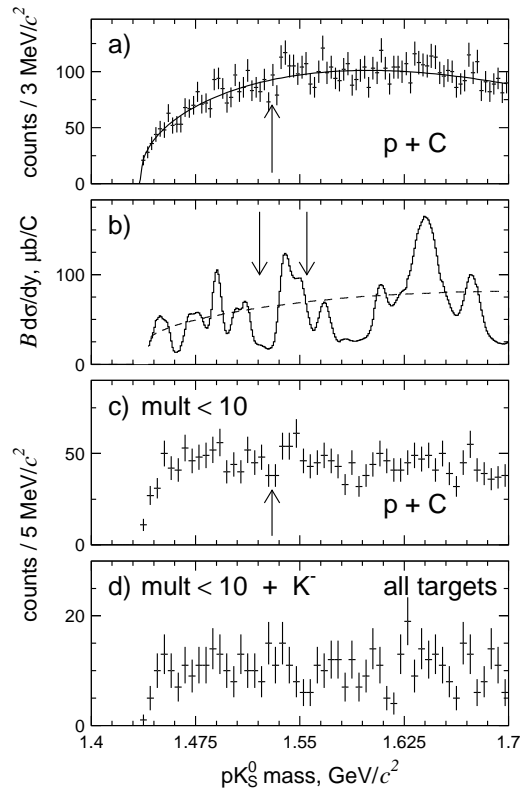 counts / 3 MeV/c²
a)
100
50
0
p + C
B dσ/dy, μb/C
b)
100
0
c) mult < 10
50
0
p + C
counts / 5 MeV/c²
d) mult < 10 + K⁻ all targets
20
0
1.4 1.475 1.55 1.625 1.7
pK⁰S mass, GeV/c²